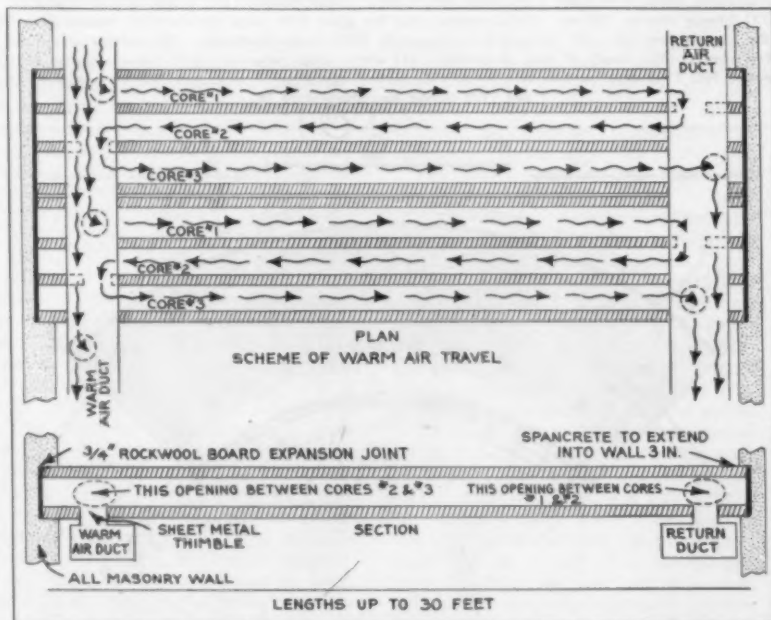 RETURN
AIR
DUCT
CORE#1
CORE#2
CORE#3
CORE#1
CORE#2
CORE#3
PLAN
SCHEME OF WARM AIR TRAVEL
WARM
AIR DUCT
3/4" ROCKWOOL BOARD EXPANSION JOINT
SPANCRETE TO EXTEND
INTO WALL 3 IN.
THIS OPENING BETWEEN CORES #2 & #3
THIS OPENING BETWEEN CORES
#1 & #2
WARM
AIR DUCT
SHEET METAL
THIMBLE
SECTION
RETURN
DUCT
ALL MASONRY WALL
LENGTHS UP TO 30 FEET